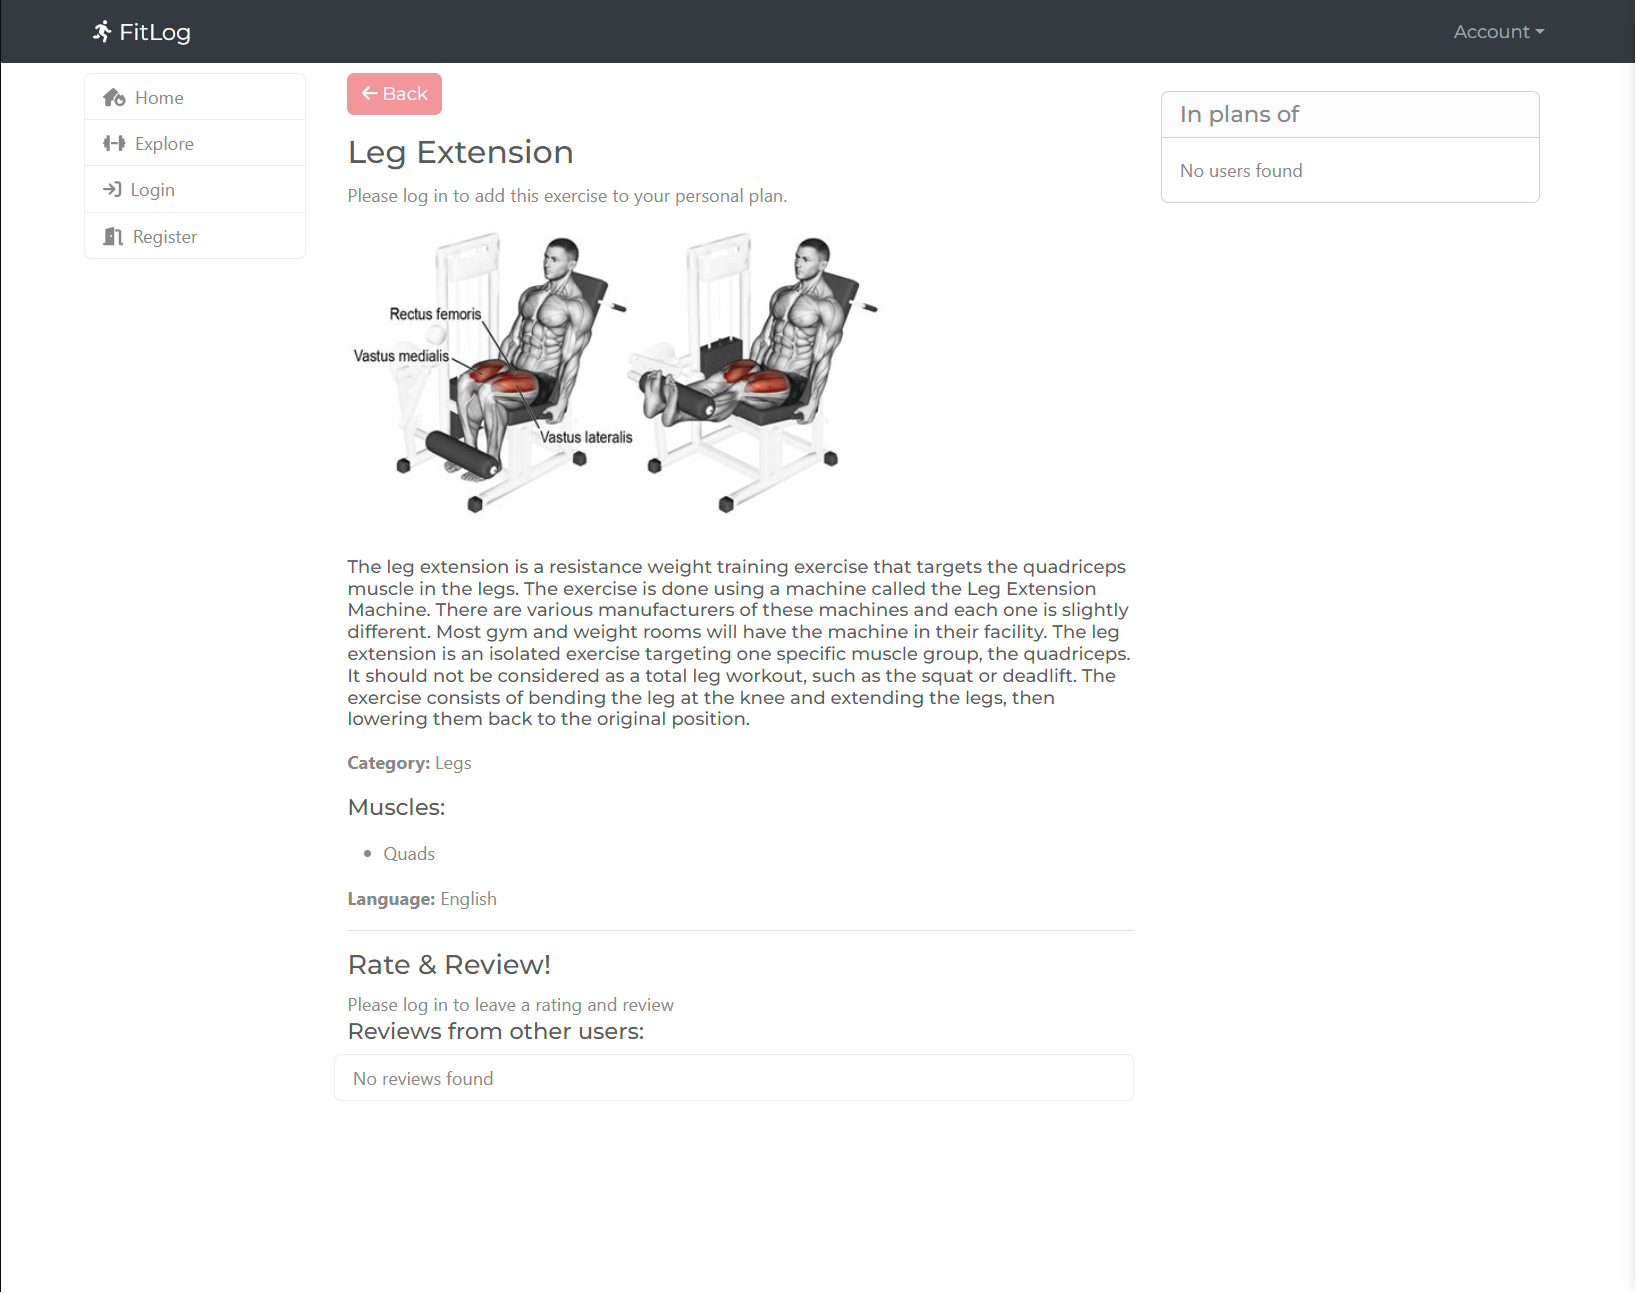 FitLog
Account
Home
Explore
Login
Register
Back
Leg Extension
Please log in to add this exercise to your personal plan.
Rectus femoris
Vastus medialis
Vastus lateralis
The leg extension is a resistance weight training exercise that targets the quadriceps
muscle in the legs. The exercise is done using a machine called the Leg Extension
Machine. There are various manufacturers of these machines and each one is slightly
different. Most gym and weight rooms will have the machine in their facility. The leg
extension is an isolated exercise targeting one specific muscle group, the quadriceps.
It should not be considered as a total leg workout, such as the squat or deadlift. The
exercise consists of bending the leg at the knee and extending the legs, then
lowering them back to the original position.
Category: Legs
Muscles:
Quads
Language: English
Rate & Review!
Please log in to leave a rating and review
Reviews from other users:
No reviews found
In plans of
No users found